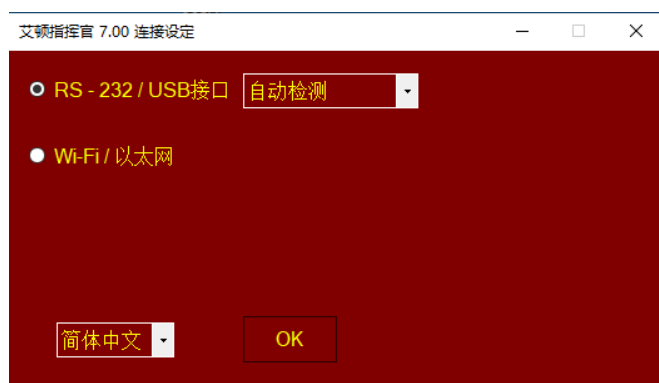 艾顿指挥官 7.00 连接设定
RS - 232 / USB接口 自动检测
Wi-Fi / 以太网
简体中文 OK